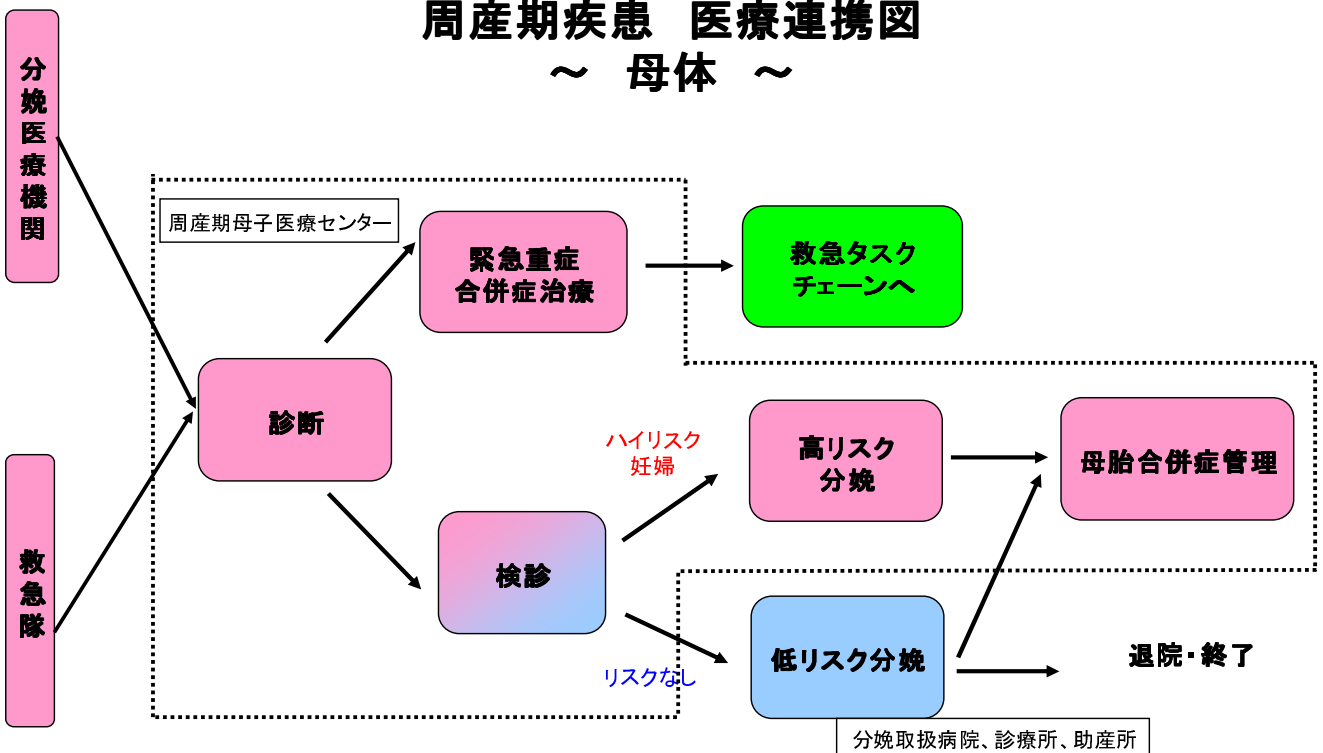 周産期疾患　医療連携図
～　母体　～
分娩医療機関
周産期母子医療センター
緊急重症
合併症治療
救急タスク
チェーンへ
診断
ハイリスク
妊婦
高リスク
分娩
母胎合併症管理
救急隊
検診
リスクなし
低リスク分娩
退院・終了
分娩取扱病院、診療所、助産所